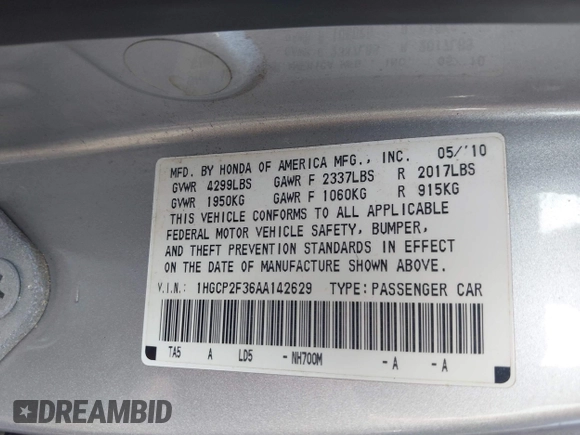 MFD. BY HONDA OF AMERICA MFG., INC. 05/'10
GVWR 4299LBS GAWR F 2337LBS R 2017LBS
GVWR 1950KG GAWR F 1060KG R 915KG
THIS VEHICLE CONFORMS TO ALL APPLICABLE
FEDERAL MOTOR VEHICLE SAFETY, BUMPER,
AND THEFT PREVENTION STANDARDS IN EFFECT
ON THE DATE OF MANUFACTURE SHOWN ABOVE.
V.I.N.: 1HGCP2F36AA142629 TYPE: PASSENGER CAR
TA5 A LD5 - NH700M -A -A
DREAMBID